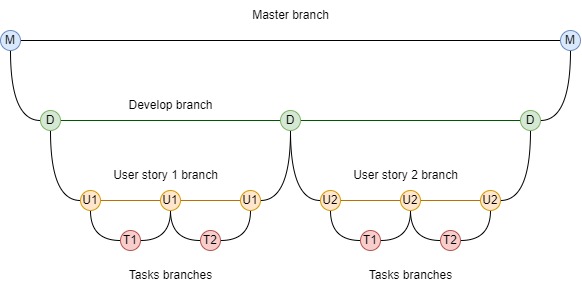 Master branch
M
M
Develop branch
D
D
D
User story 1 branch
User story 2 branch
U1
U1
U1
U2
U2
U2
T1
T2
T1
T2
Tasks branches
Tasks branches